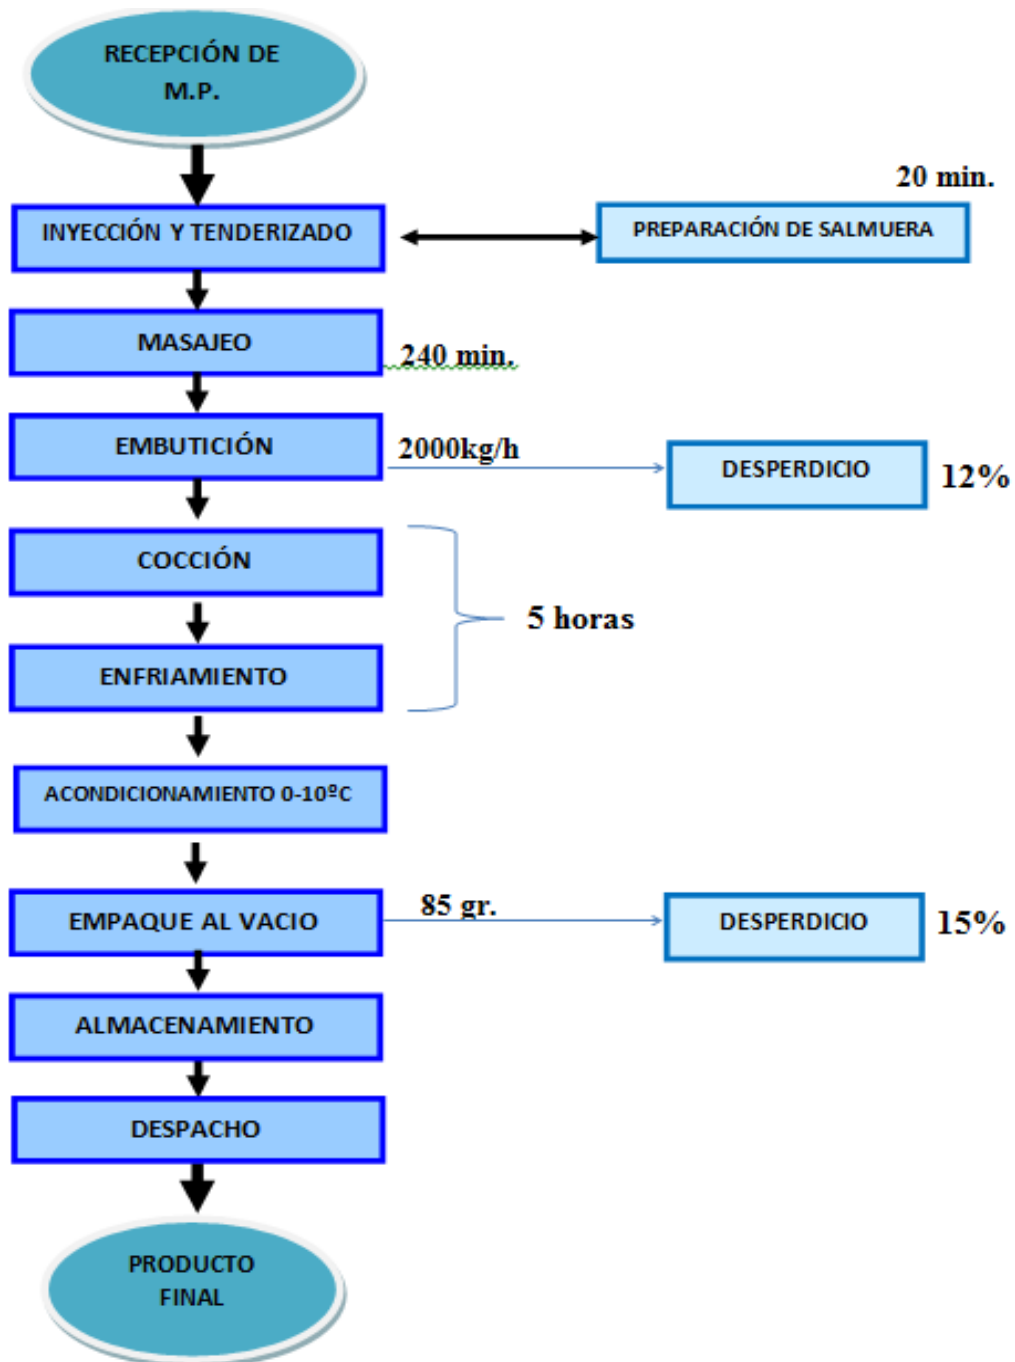 RECEPCIÓN DE
M.P.
20 min.
INYECCIÓN Y TENDERIZADO
PREPARACIÓN DE SALMUERA
MASAJEO
240 min.
EMBUTICIÓN
2000kg/h
DESPERDICIO
12%
COCCIÓN
5 horas
ENFRIAMIENTO
ACONDICIONAMIENTO 0-10ºC
EMPAQUE AL VACIO
85 gr.
DESPERDICIO
15%
ALMACENAMIENTO
DESPACHO
PRODUCTO
FINAL